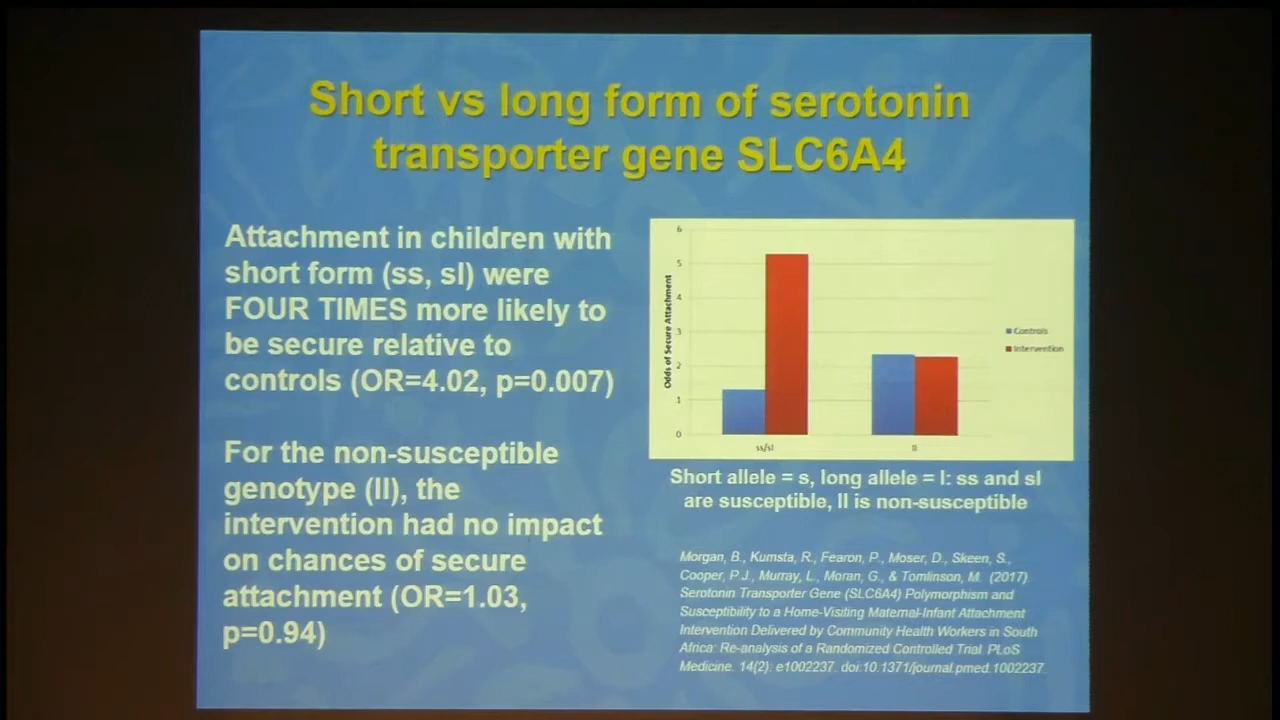 Short vs long form of serotonin
transporter gene SLC6A4
Attachment in children with
short form (ss, sl) were
FOUR TIMES more likely to
be secure relative to
controls (OR=4.02, p=0.007)
For the non-susceptible
genotype (ll), the
intervention had no impact
on chances of secure
attachment (OR=1.03,
p=0.94)
Odds of Secure Attachment
6
5
4
3
2
1
0
ss/sl
ll
Controls
Intervention
Short allele = s, long allele = l: ss and sl
are susceptible, ll is non-susceptible
Morgan, B., Kumsta, R., Fearon, P., Moser, D., Skeen, S.,
Cooper, P.J., Murray, L., Moran, G., & Tomlinson, M. (2017).
Serotonin Transporter Gene (SLC6A4) Polymorphism and
Susceptibility to a Home-Visiting Maternal-Infant Attachment
Intervention Delivered by Community Health Workers in South
Africa: Re-analysis of a Randomized Controlled Trial. PLoS
Medicine. 14(2): e1002237. doi:10.1371/journal.pmed.1002237.